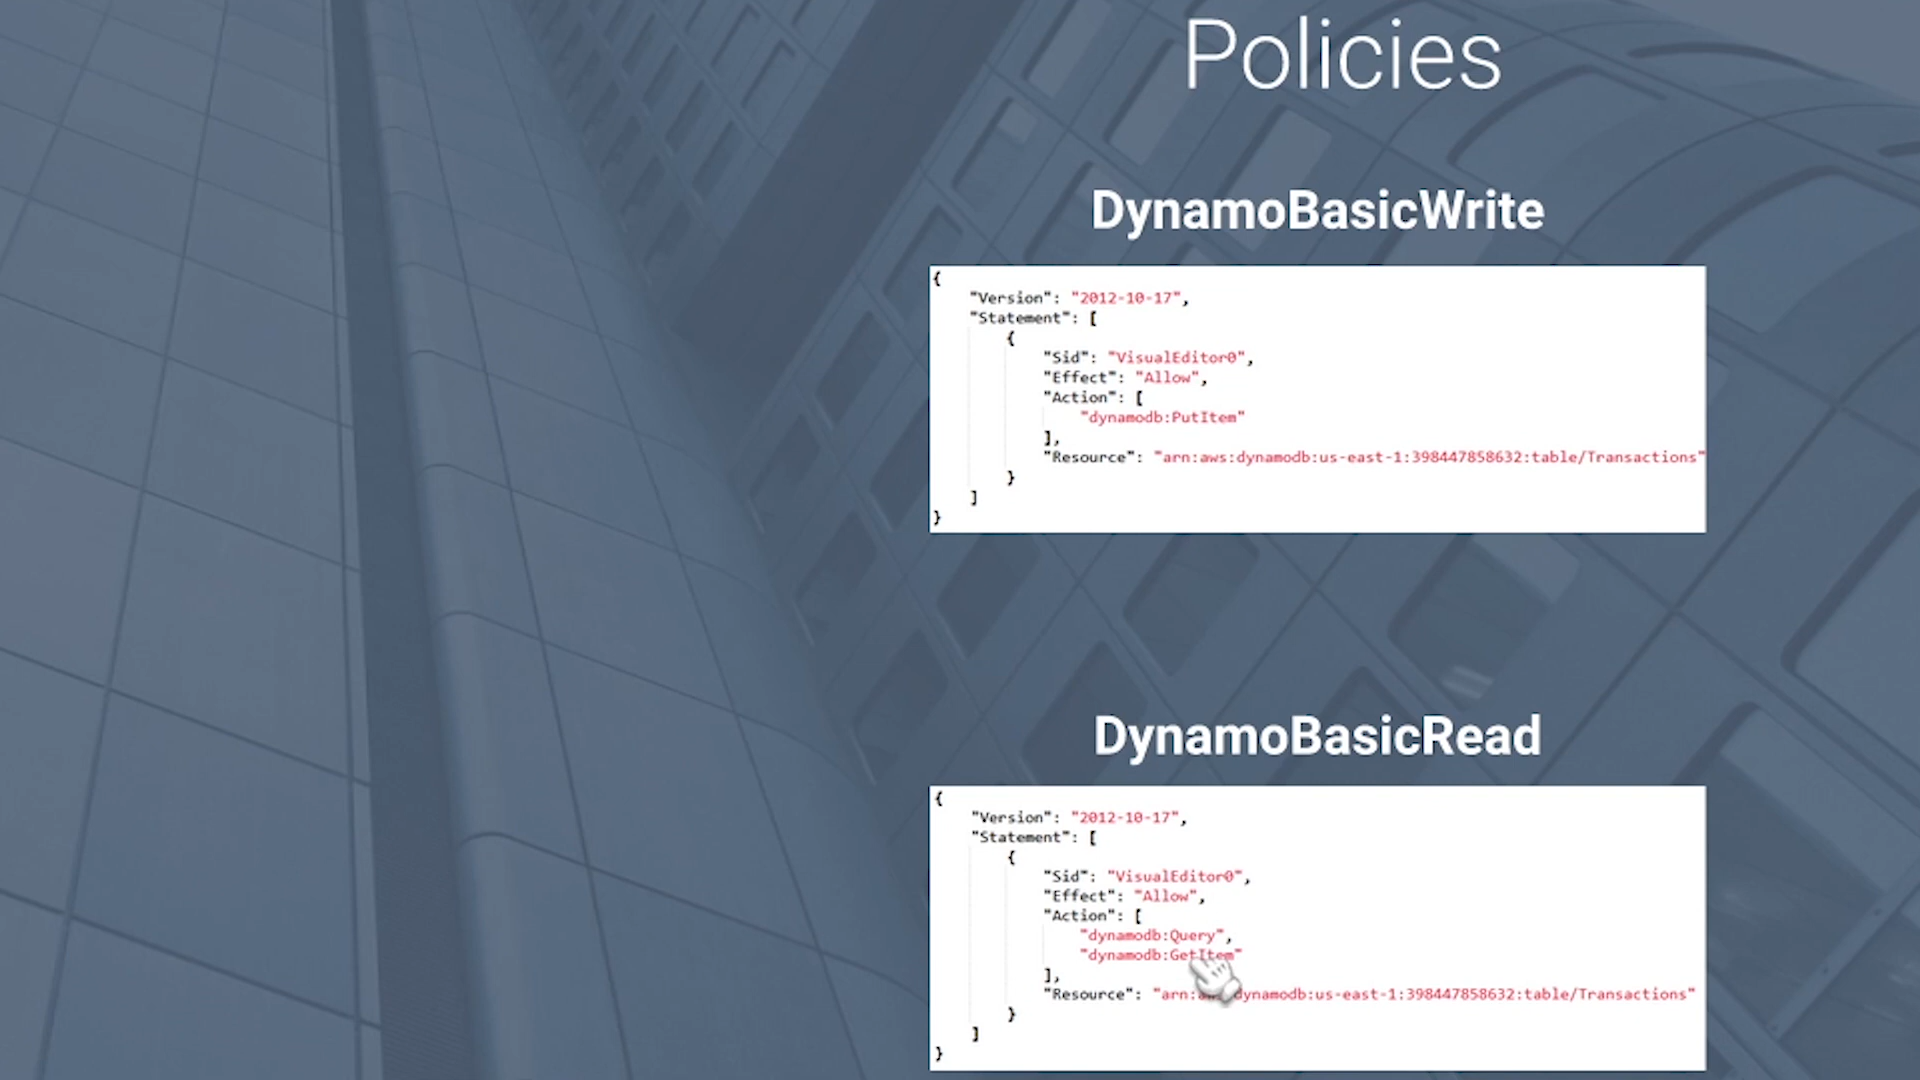 Policies
DynamoBasicWrite
{
"Version": "2012-10-17",
"Statement": [
{
"Sid": "VisualEditor0",
"Effect": "Allow",
"Action": [
"dynamodb:PutItem"
],
"Resource": "arn:aws:dynamodb:us-east-1:398447858632:table/Transactions"
}
]
}
DynamoBasicRead
{
"Version": "2012-10-17",
"Statement": [
{
"Sid": "VisualEditor0",
"Effect": "Allow",
"Action": [
"dynamodb:Query",
"dynamodb:GetItem"
],
"Resource": "arn:aws:dynamodb:us-east-1:398447858632:table/Transactions"
}
]
}